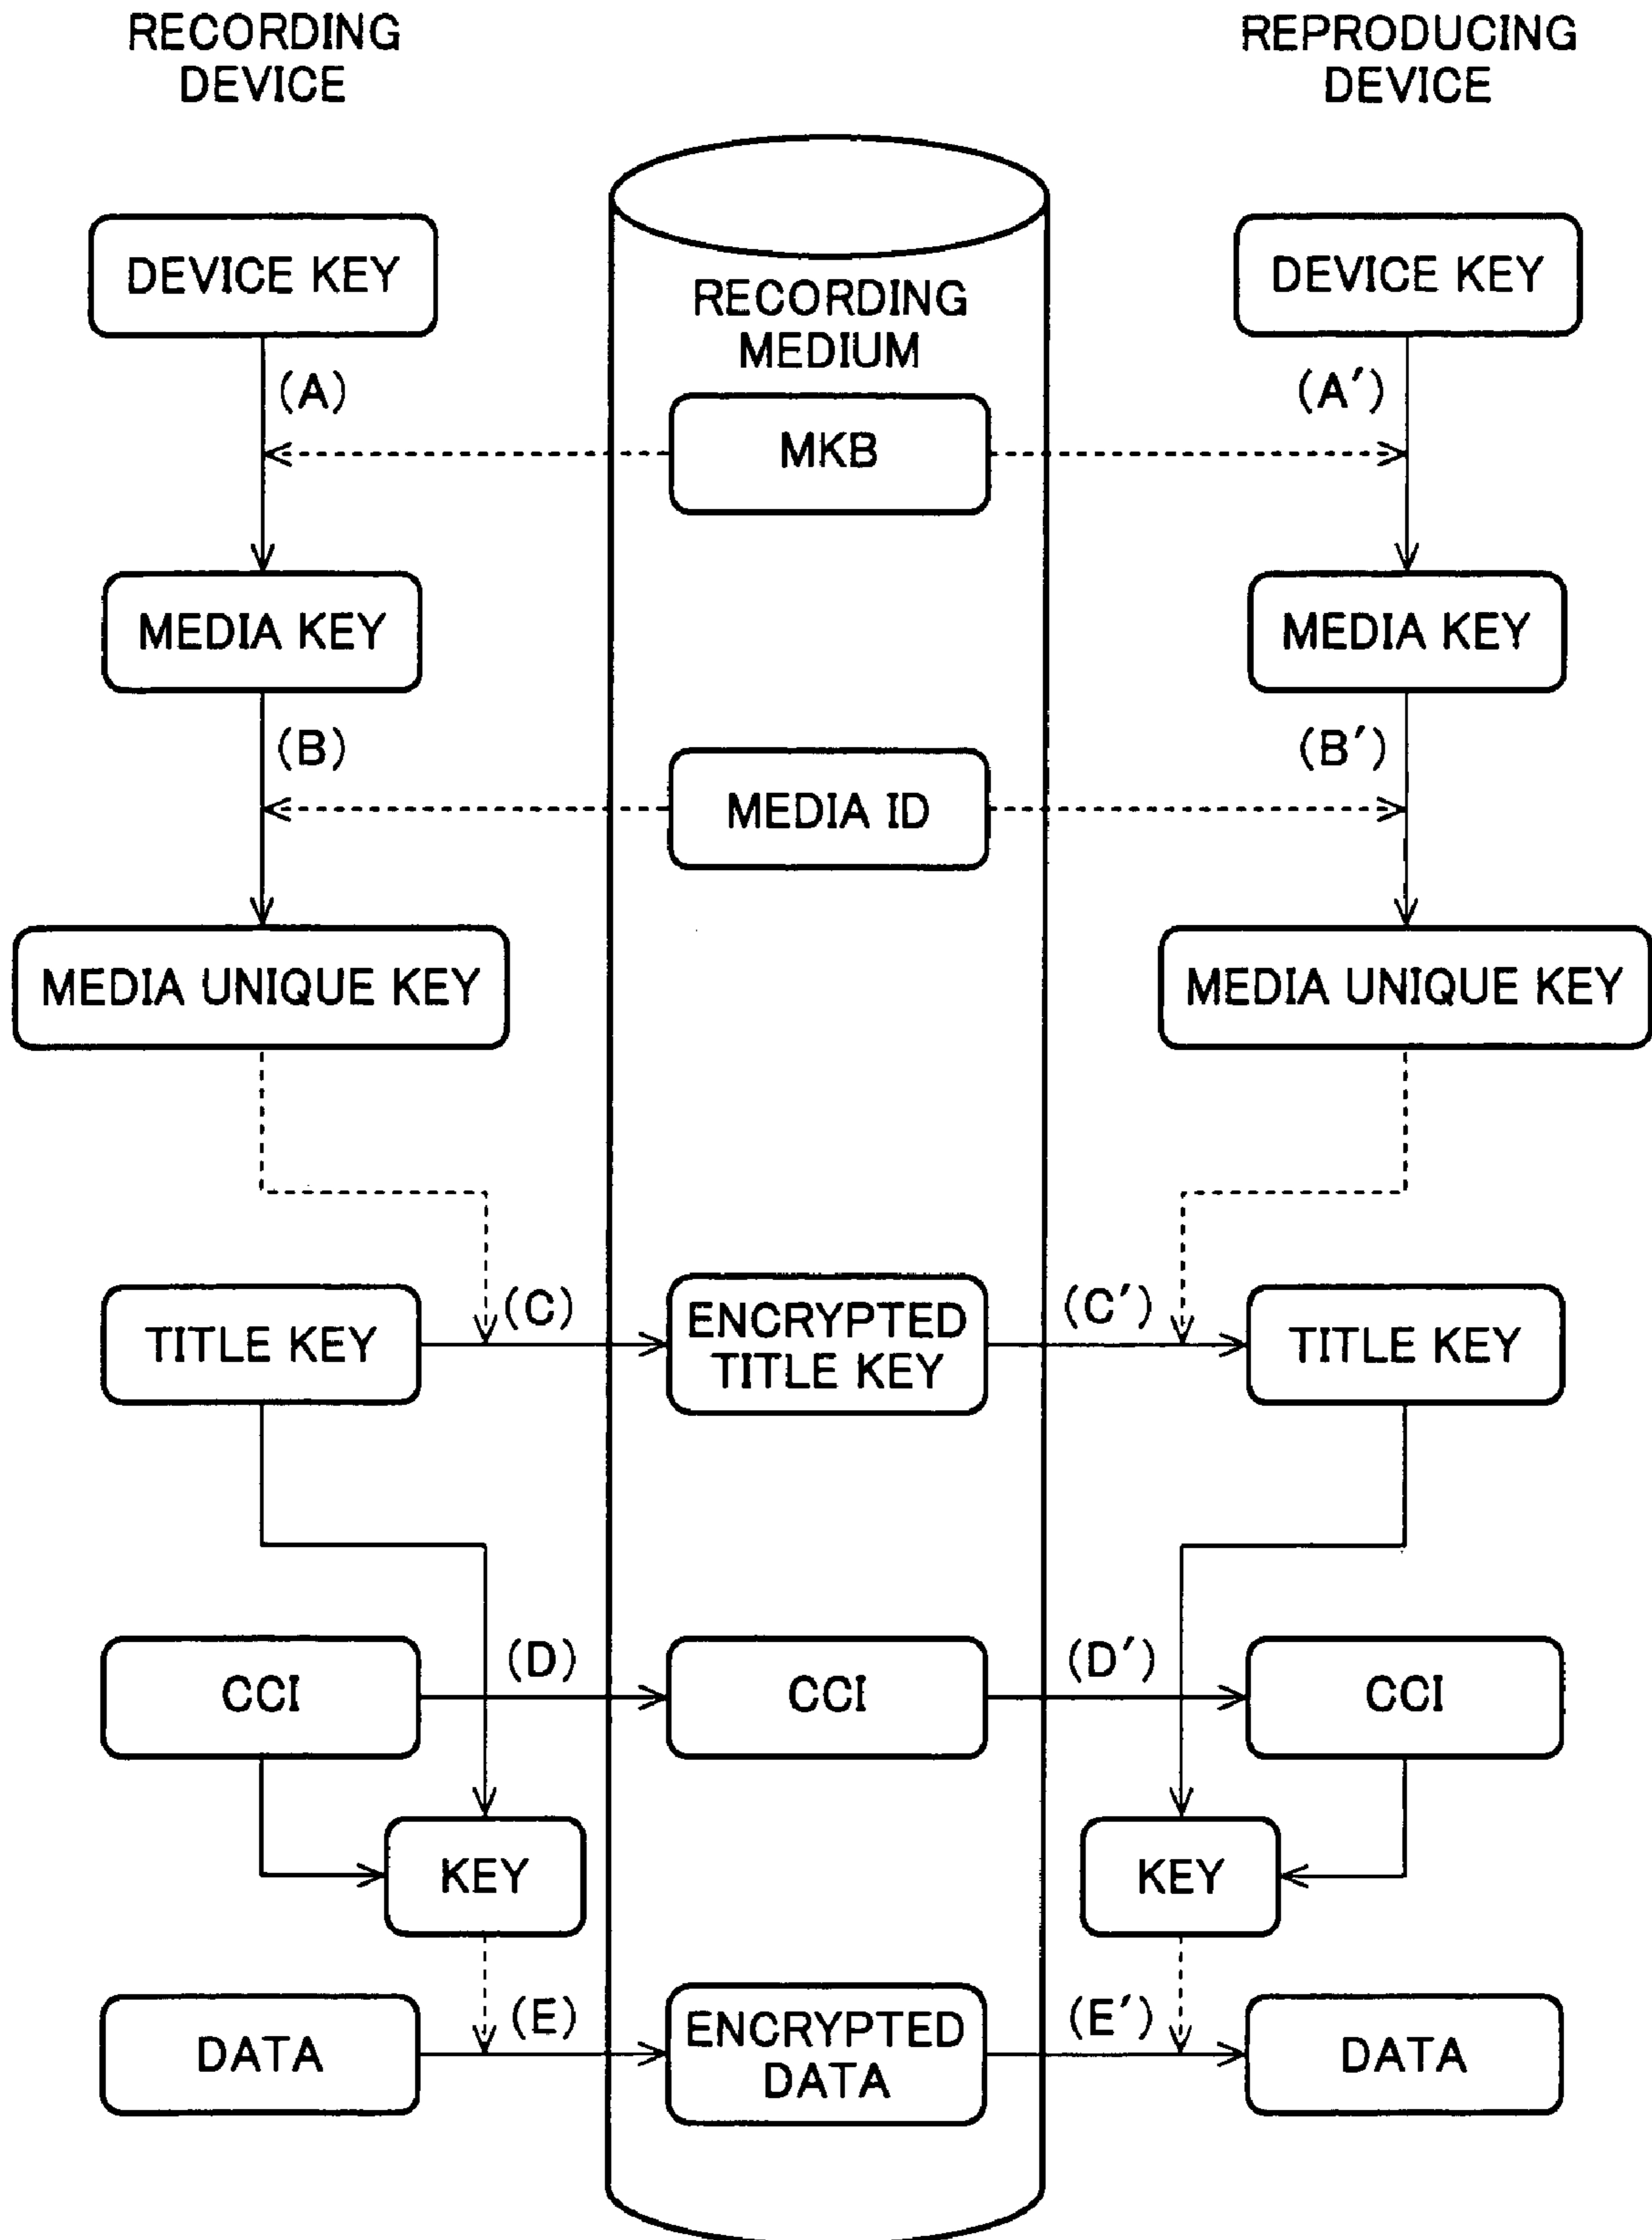 RECORDING
DEVICE
REPRODUCING
DEVICE
DEVICE KEY
RECORDING
MEDIUM
DEVICE KEY
(A)
(A′)
MKB
MEDIA KEY
MEDIA KEY
(B)
(B′)
MEDIA ID
MEDIA UNIQUE KEY
MEDIA UNIQUE KEY
TITLE KEY
(C)
ENCRYPTED
TITLE KEY
(C′)
TITLE KEY
CCI
(D)
CCI
(D′)
CCI
KEY
KEY
DATA
(E)
ENCRYPTED
DATA
(E′)
DATA